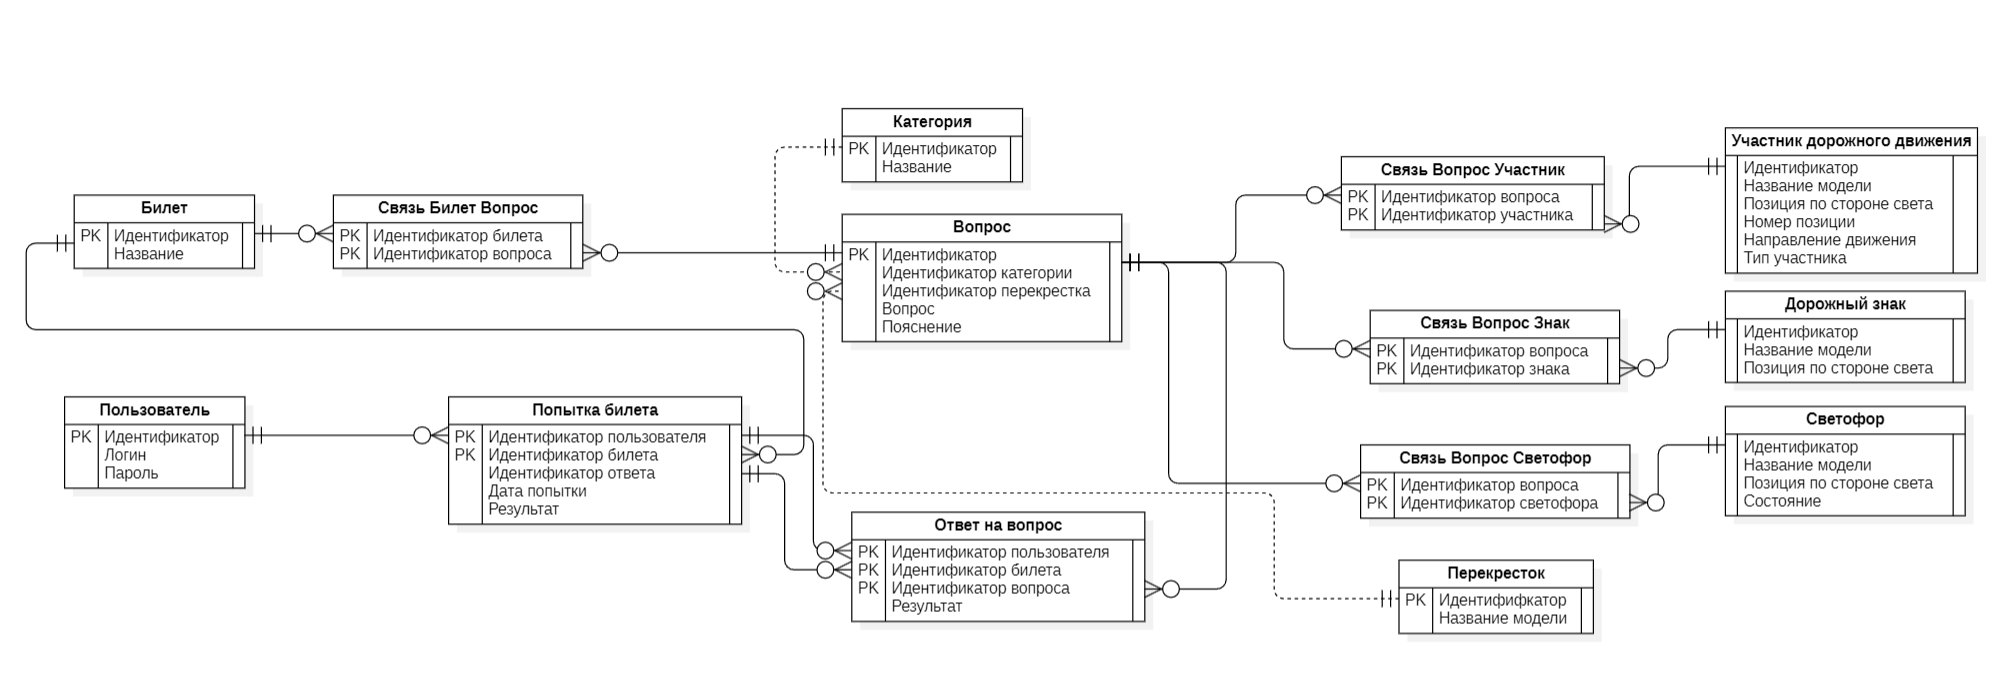 Категория
PK Идентификатор
Название
Билет
PK Идентификатор
Название
Связь Билет Вопрос
PK Идентификатор билета
PK Идентификатор вопроса
Вопрос
PK Идентификатор
Идентификатор категории
Идентификатор перекрестка
Вопрос
Пояснение
Связь Вопрос Участник
PK Идентификатор вопроса
PK Идентификатор участника
Участник дорожного движения
Идентификатор
Название модели
Позиция по стороне света
Номер позиции
Направление движения
Тип участника
Связь Вопрос Знак
PK Идентификатор вопроса
PK Идентификатор знака
Дорожный знак
Идентификатор
Название модели
Позиция по стороне света
Пользователь
PK Идентификатор
Логин
Пароль
Попытка билета
PK Идентификатор пользователя
PK Идентификатор билета
Идентификатор ответа
Дата попытки
Результат
Связь Вопрос Светофор
PK Идентификатор вопроса
PK Идентификатор светофора
Светофор
Идентификатор
Название модели
Позиция по стороне света
Состояние
Ответ на вопрос
PK Идентификатор пользователя
PK Идентификатор билета
PK Идентификатор вопроса
Результат
Перекресток
PK Идентифифкатор
Название модели